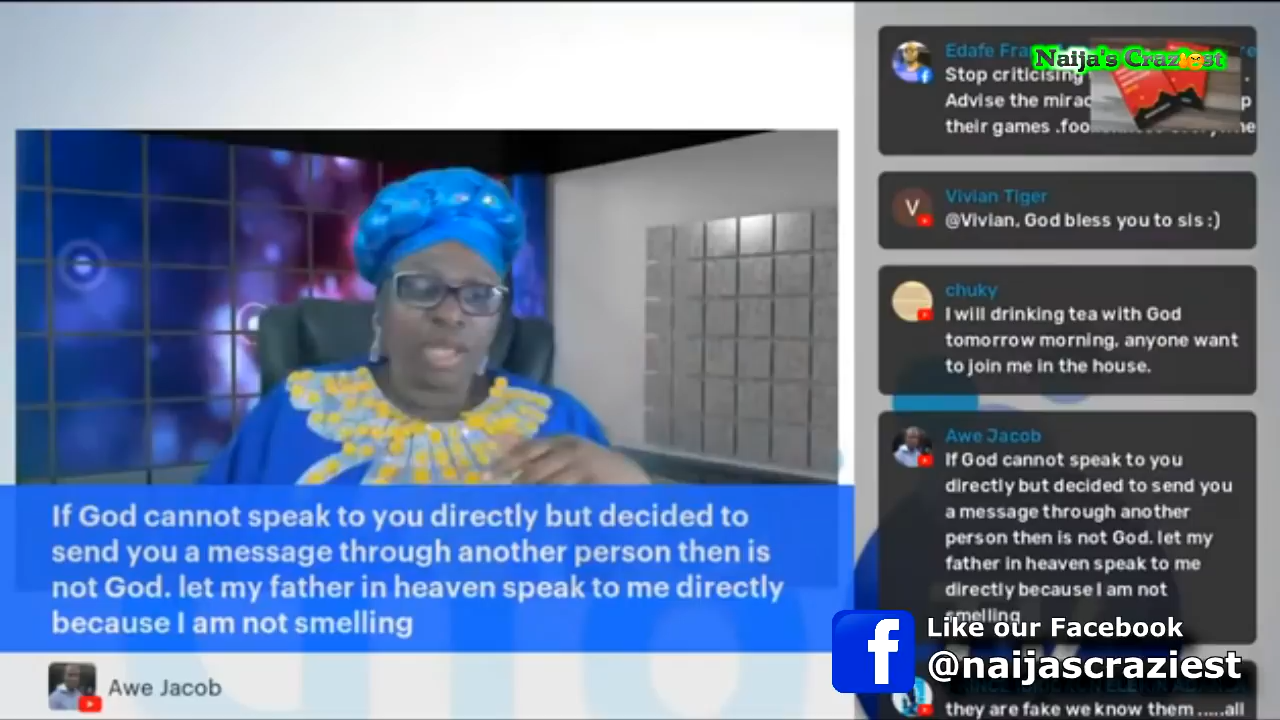 If God cannot speak to you directly but decided to
send you a message through another person then is
not God. let my father in heaven speak to me directly
because I am not smelling
Awe Jacob
Edafe
Naija's Craziest
Stop criticising
Advise the
their games
V
Vivian Tiger
@Vivian, God bless you to sis :)
chuky
I will drinking tea with God
tomorrow morning, anyone want
to join me in the house.
Awe Jacob
If God cannot speak to you
directly but decided to send you
a message through another
person then is not God. let my
father in heaven speak to me
directly because I am not
smelling
f
Like our Facebook
@naijascraziest
they are fake we know them .....all